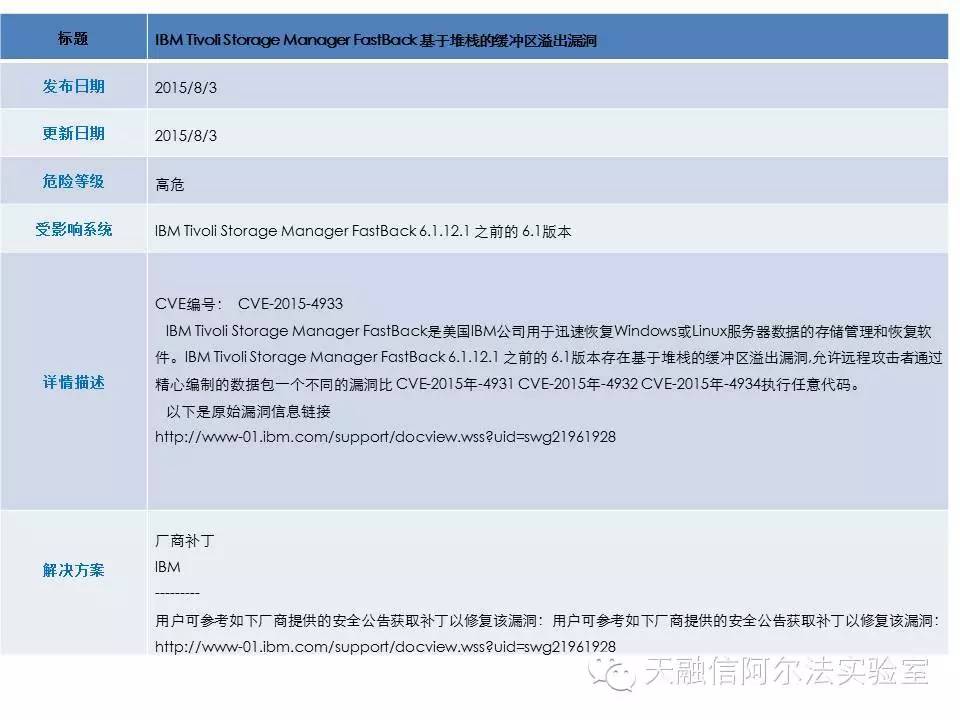 标题
IBM Tivoli Storage Manager FastBack 基于堆栈的缓冲区溢出漏洞
发布日期
2015/8/3
更新日期
2015/8/3
危险等级
高危
受影响系统
IBM Tivoli Storage Manager FastBack 6.1.12.1 之前的 6.1版本
详情描述
CVE编号： CVE-2015-4933
IBM Tivoli Storage Manager FastBack是美国IBM公司用于迅速恢复Windows或Linux服务器数据的存储管理和恢复软
件。IBM Tivoli Storage Manager FastBack 6.1.12.1 之前的 6.1版本存在基于堆栈的缓冲区溢出漏洞,允许远程攻击者通过
精心编制的数据包一个不同的漏洞比 CVE-2015年-4931 CVE-2015年-4932 CVE-2015年-4934执行任意代码。
以下是原始漏洞信息链接
http://www-01.ibm.com/support/docview.wss?uid=swg21961928
解决方案
厂商补丁
IBM
---------
用户可参考如下厂商提供的安全公告获取补丁以修复该漏洞：用户可参考如下厂商提供的安全公告获取补丁以修复该漏洞：
http://www-01.ibm.com/support/docview.wss?uid=swg21961928
天融信阿尔法实验室